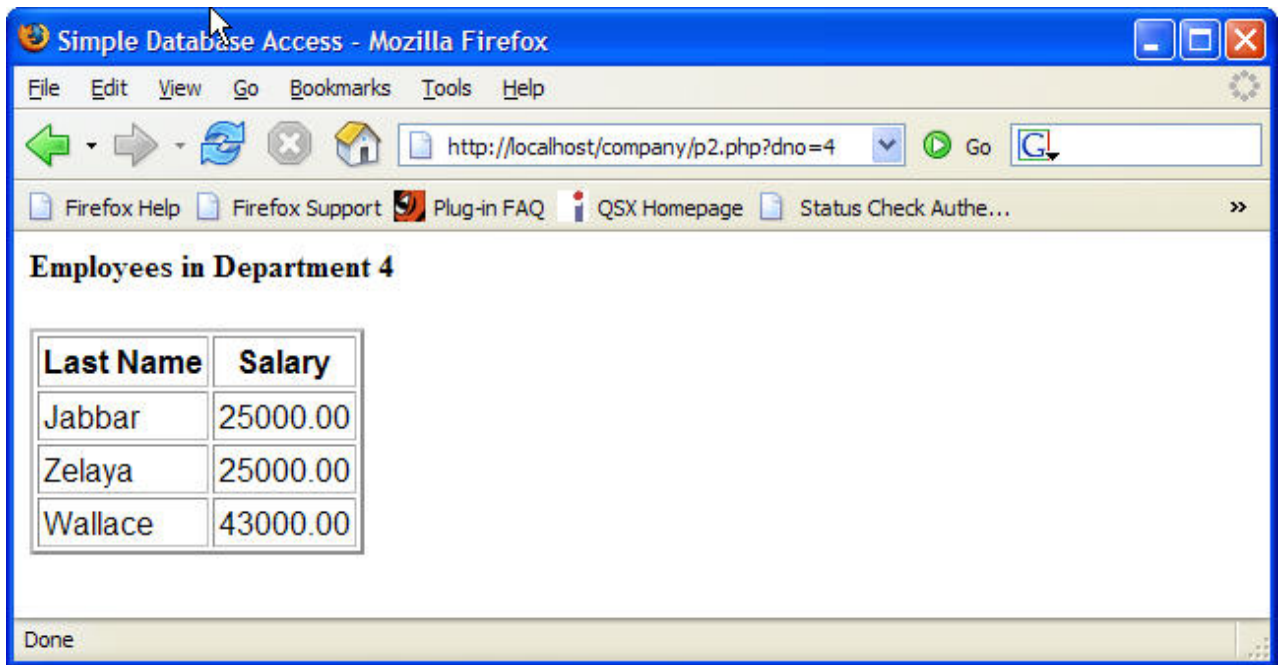 Simple Database Access - Mozilla Firefox
File Edit View Go Bookmarks Tools Help
http://localhost/company/p2.php?dno=4 Go G
Firefox Help Firefox Support Plug-in FAQ QSX Homepage Status Check Authe... »
Employees in Department 4
Last Name Salary
Jabbar 25000.00
Zelaya 25000.00
Wallace 43000.00
Done